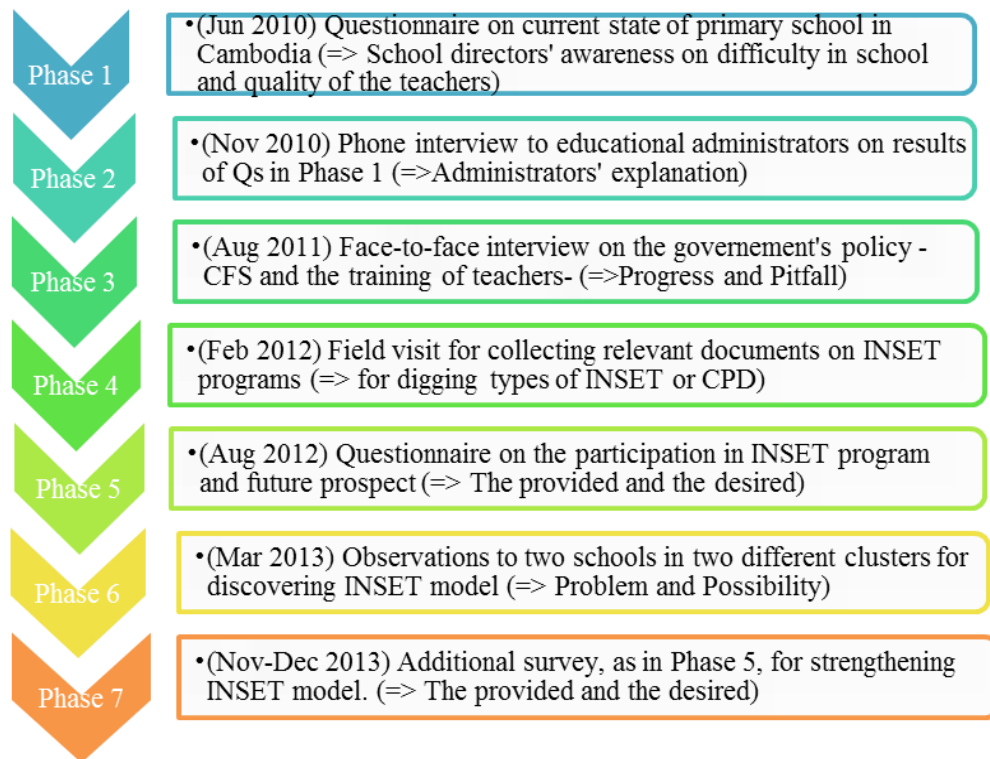 Phase 1
•(Jun 2010) Questionnaire on current state of primary school in
Cambodia (=> School directors' awareness on difficulty in school
and quality of the teachers)
Phase 2
•(Nov 2010) Phone interview to educational administrators on results
of Qs in Phase 1 (=>Administrators' explanation)
Phase 3
•(Aug 2011) Face-to-face interview on the governement's policy -
CFS and the training of teachers- (=>Progress and Pitfall)
Phase 4
•(Feb 2012) Field visit for collecting relevant documents on INSET
programs (=> for digging types of INSET or CPD)
Phase 5
•(Aug 2012) Questionnaire on the participation in INSET program
and future prospect (=> The provided and the desired)
Phase 6
•(Mar 2013) Observations to two schools in two different clusters for
discovering INSET model (=> Problem and Possibility)
Phase 7
•(Nov-Dec 2013) Additional survey, as in Phase 5, for strengthening
INSET model. (=> The provided and the desired)